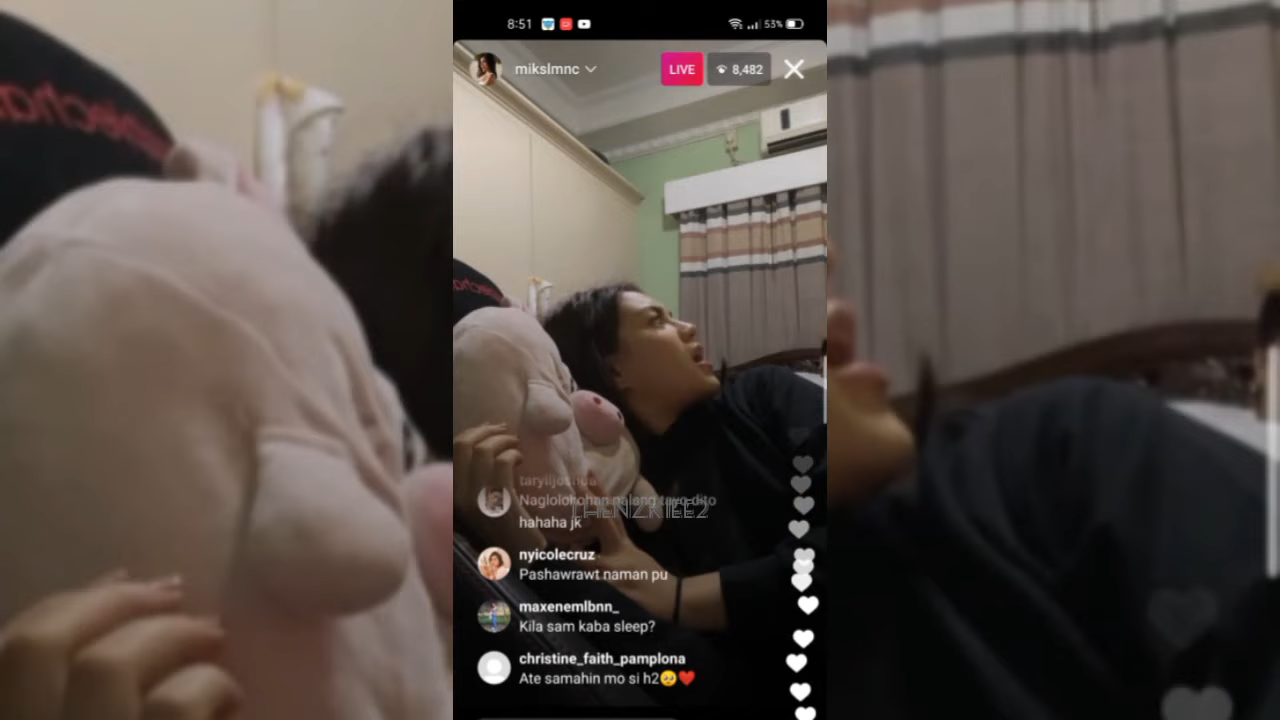 8:51
53%
mikslmnc
LIVE
8,482
tarylljoshua
Naglolokohan nalang tayo dito
hahaha jk
nyicolecruz
Pashawrawt naman pu
maxenemlbnn_
Kila sam kaba sleep?
christine_faith_pamplona
Ate samahin mo si h2🥺❤️